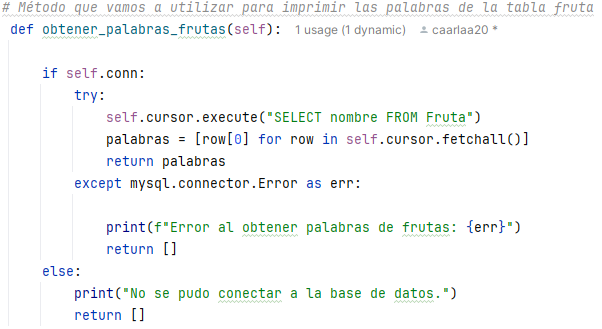 # Método que vamos a utilizar para imprimir las palabras de la tabla fruta
def obtener_palabras_frutas(self): 1 usage (1 dynamic) caarlaa20 *
if self.conn:
try:
self.cursor.execute("SELECT nombre FROM Fruta")
palabras = [row[0] for row in self.cursor.fetchall()]
return palabras
except mysql.connector.Error as err:
print(f"Error al obtener palabras de frutas: {err}")
return []
else:
print("No se pudo conectar a la base de datos.")
return []